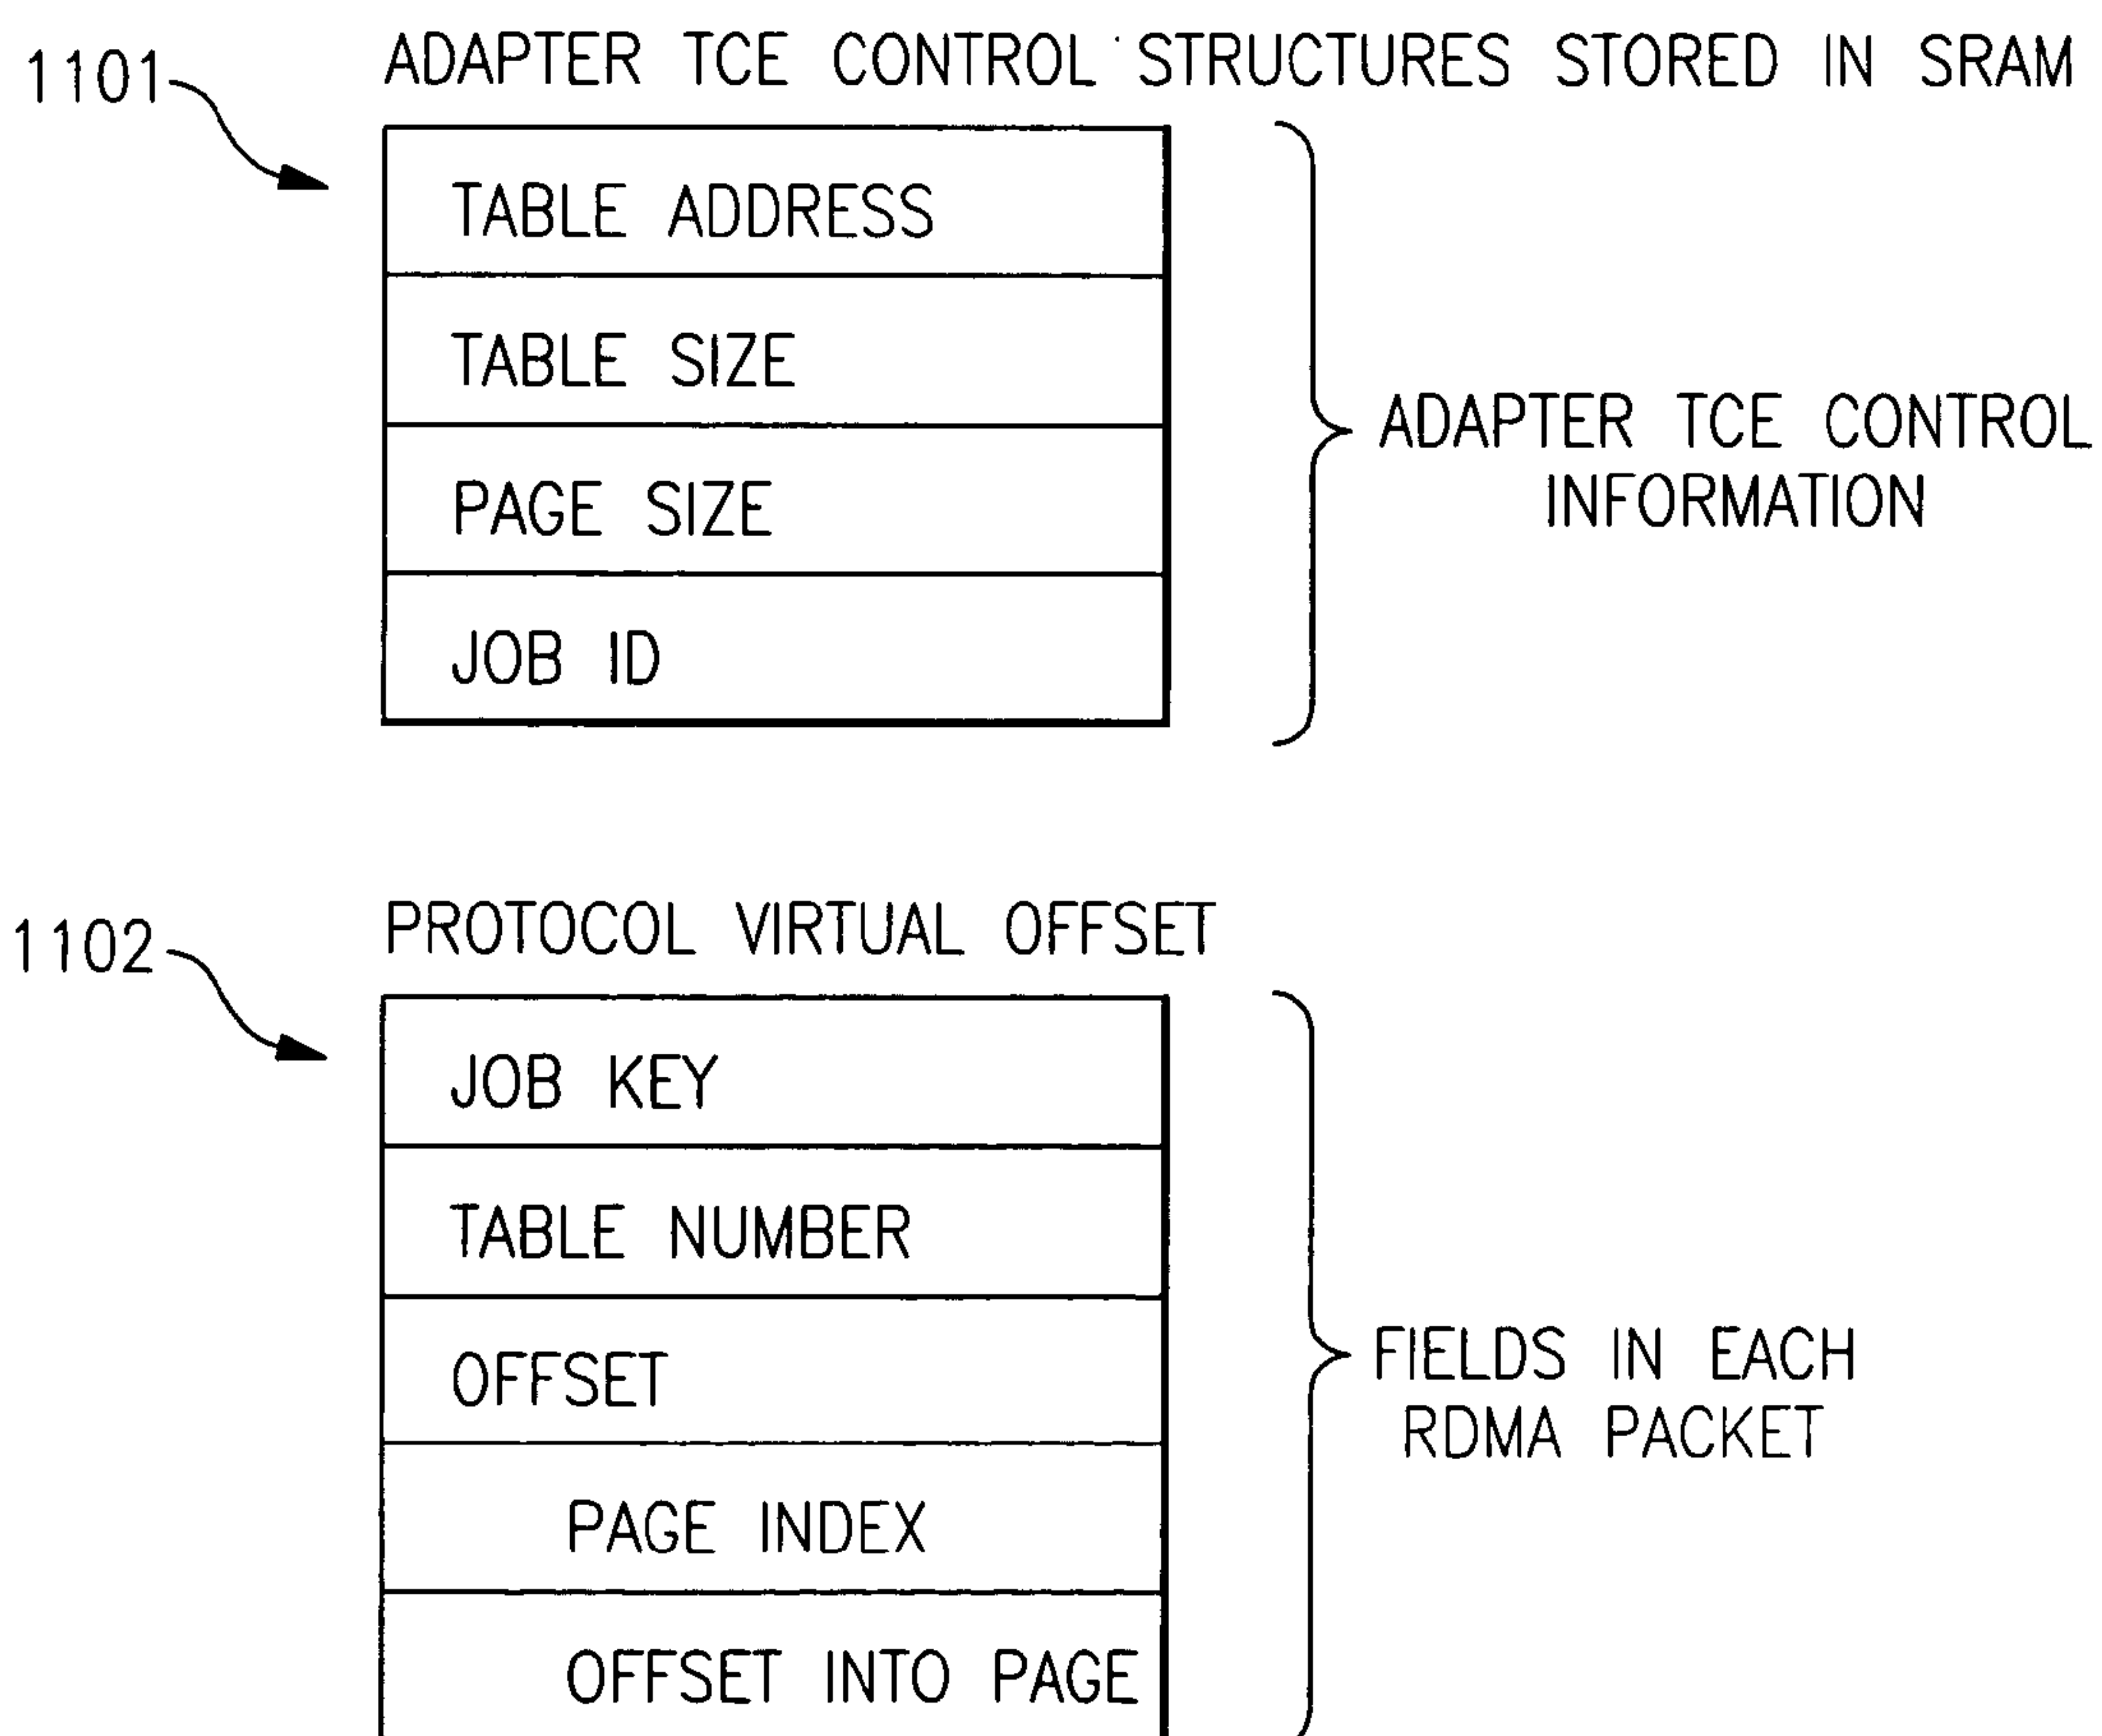 1101
ADAPTER TCE CONTROL STRUCTURES STORED IN SRAM
TABLE ADDRESS
TABLE SIZE
PAGE SIZE
JOB ID
ADAPTER TCE CONTROL
INFORMATION
1102
PROTOCOL VIRTUAL OFFSET
JOB KEY
TABLE NUMBER
OFFSET
PAGE INDEX
OFFSET INTO PAGE
FIELDS IN EACH
RDMA PACKET